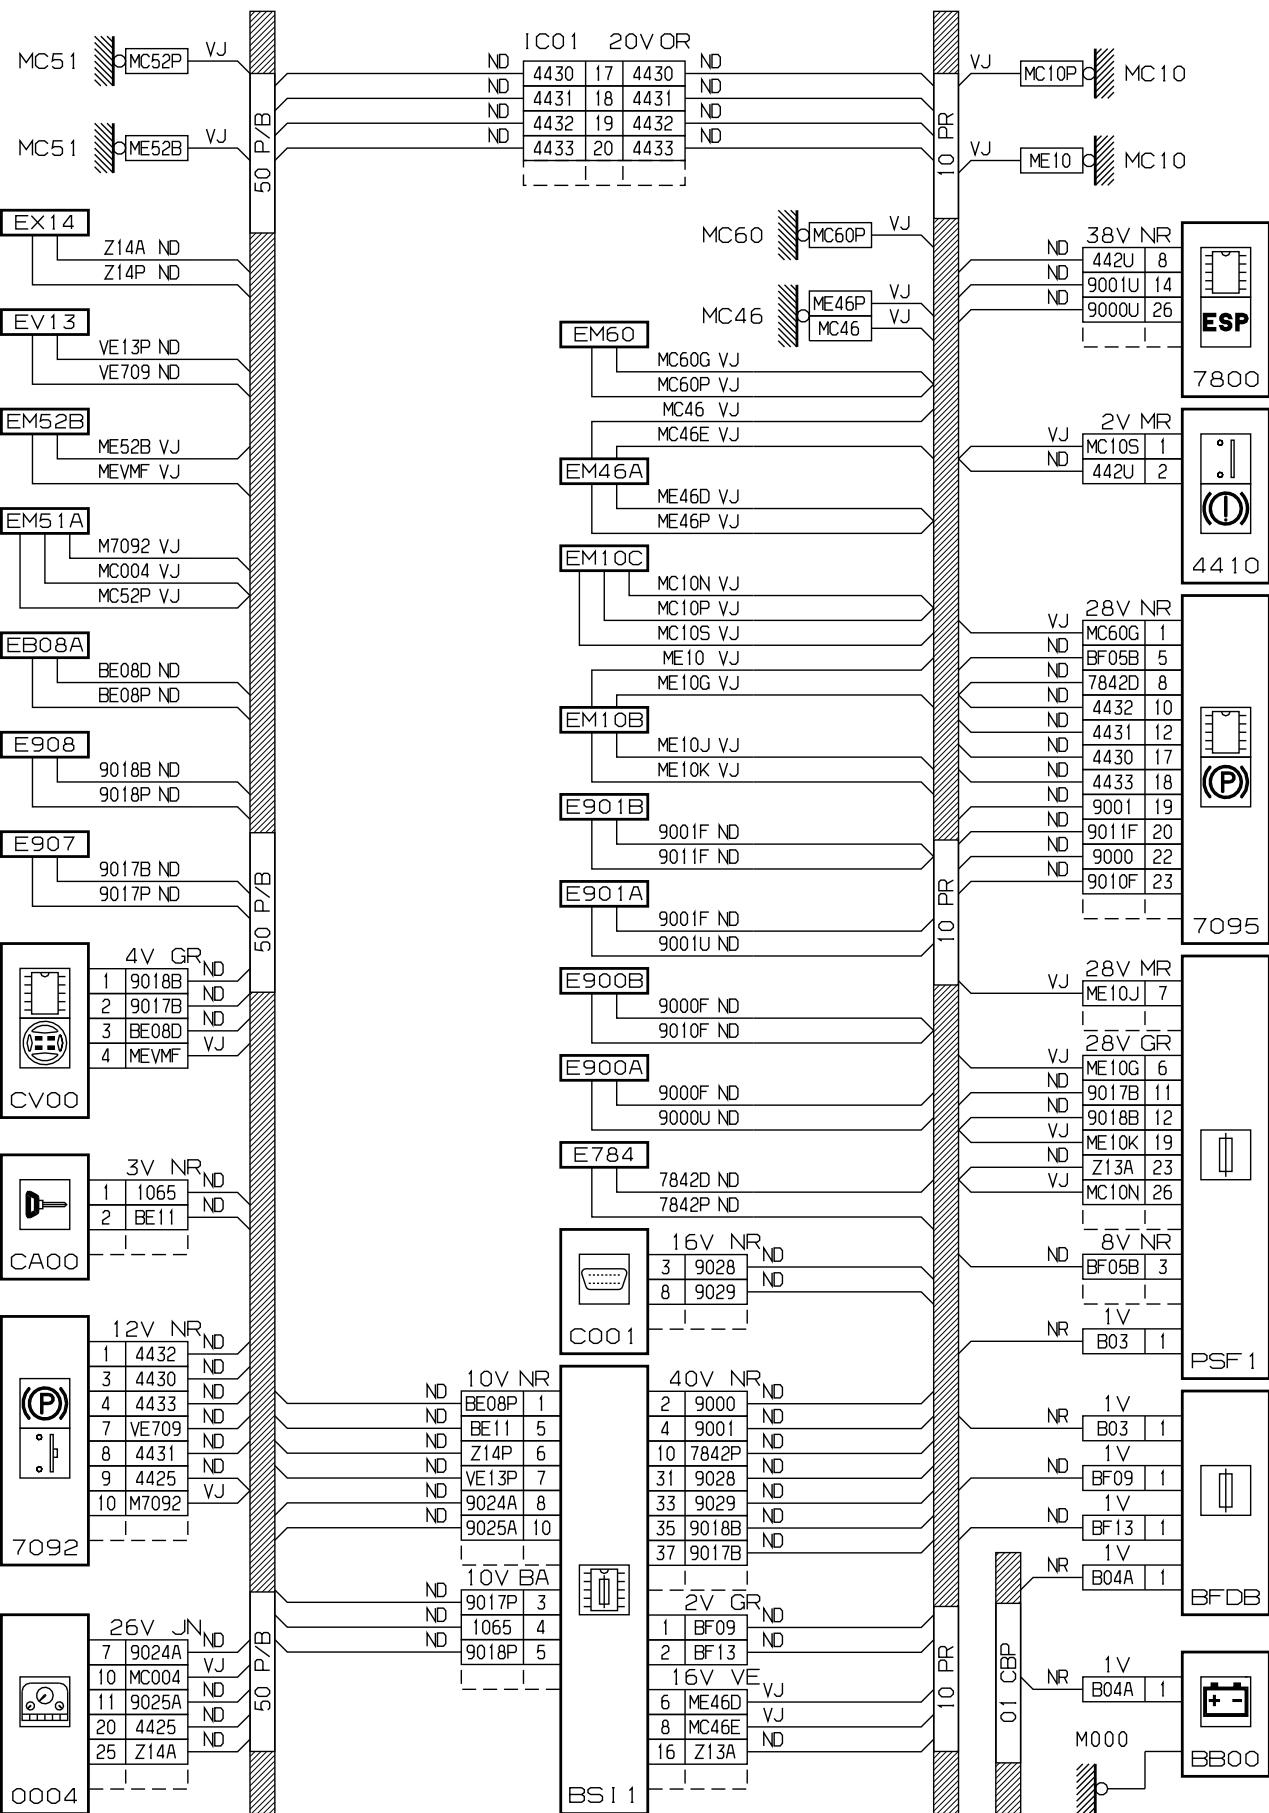 IC01 20V OR
MC51 MC52P VJ
ND 4430 17 4430 ND
ND 4431 18 4431 ND
ND 4432 19 4432 ND
ND 4433 20 4433 ND
VJ MC10P MC10
MC51 ME52B VJ
50 P/B
10 PR
VJ ME10 MC10
EX14
Z14A ND
Z14P ND
EV13
VE13P ND
VE709 ND
EM52B
ME52B VJ
MEVMF VJ
EM51A
M7092 VJ
MC004 VJ
MC52P VJ
EB08A
BE08D ND
BE08P ND
E908
9018B ND
9018P ND
E907
9017B ND
9017P ND
50 P/B
4V GR
1 9018B ND
2 9017B ND
3 BE08D ND
4 MEVMF VJ
CV00
3V NR
1 1065 ND
2 BE11 ND
CA00
12V NR
1 4432 ND
3 4430 ND
4 4433 ND
7 VE709 ND
8 4431 ND
9 4425 ND
10 M7092 VJ
7092
26V JN
7 9024A ND
10 MC004 VJ
11 9025A ND
20 4425 ND
25 Z14A ND
0004
50 P/B
MC60 MC60P VJ
MC46 ME46P VJ
MC46 VJ
EM60
MC60G VJ
MC60P VJ
MC46 VJ
MC46E VJ
EM46A
ME46D VJ
ME46P VJ
EM10C
MC10N VJ
MC10P VJ
MC10S VJ
ME10 VJ
ME10G VJ
EM10B
ME10J VJ
ME10K VJ
E901B
9001F ND
9011F ND
E901A
9001F ND
9001U ND
E900B
9000F ND
9010F ND
E900A
9000F ND
9000U ND
E784
7842D ND
7842P ND
16V NR
3 9028 ND
8 9029 ND
C001
10V NR
ND BE08P 1
ND BE11 5
ND Z14P 6
ND VE13P 7
ND 9024A 8
ND 9025A 10
10V BA
ND 9017P 3
ND 1065 4
ND 9018P 5
40V NR
2 9000 ND
4 9001 ND
10 7842P ND
31 9028 ND
33 9029 ND
35 9018B ND
37 9017B ND
2V GR
1 BF09 ND
2 BF13 ND
16V VE
6 ME46D VJ
8 MC46E VJ
16 Z13A ND
BSI1
10 PR
10 PR
38V NR
ND 442U 8
ND 9001U 14
ND 9000U 26
ESP
7800
2V MR
VJ MC10S 1
ND 442U 2
4410
28V NR
VJ MC60G 1
ND BF05B 5
ND 7842D 8
ND 4432 10
ND 4431 12
ND 4430 17
ND 4433 18
ND 9001 19
ND 9011F 20
ND 9000 22
ND 9010F 23
P
7095
28V MR
VJ ME10J 7
28V GR
VJ ME10G 6
ND 9017B 11
ND 9018B 12
VJ ME10K 19
ND Z13A 23
VJ MC10N 26
8V NR
ND BF05B 3
1V
NR B03 1
PSF1
1V
NR B03 1
1V
ND BF09 1
1V
ND BF13 1
1V
NR B04A 1
BFDB
01 CBP
1V
NR B04A 1
M000
BB00